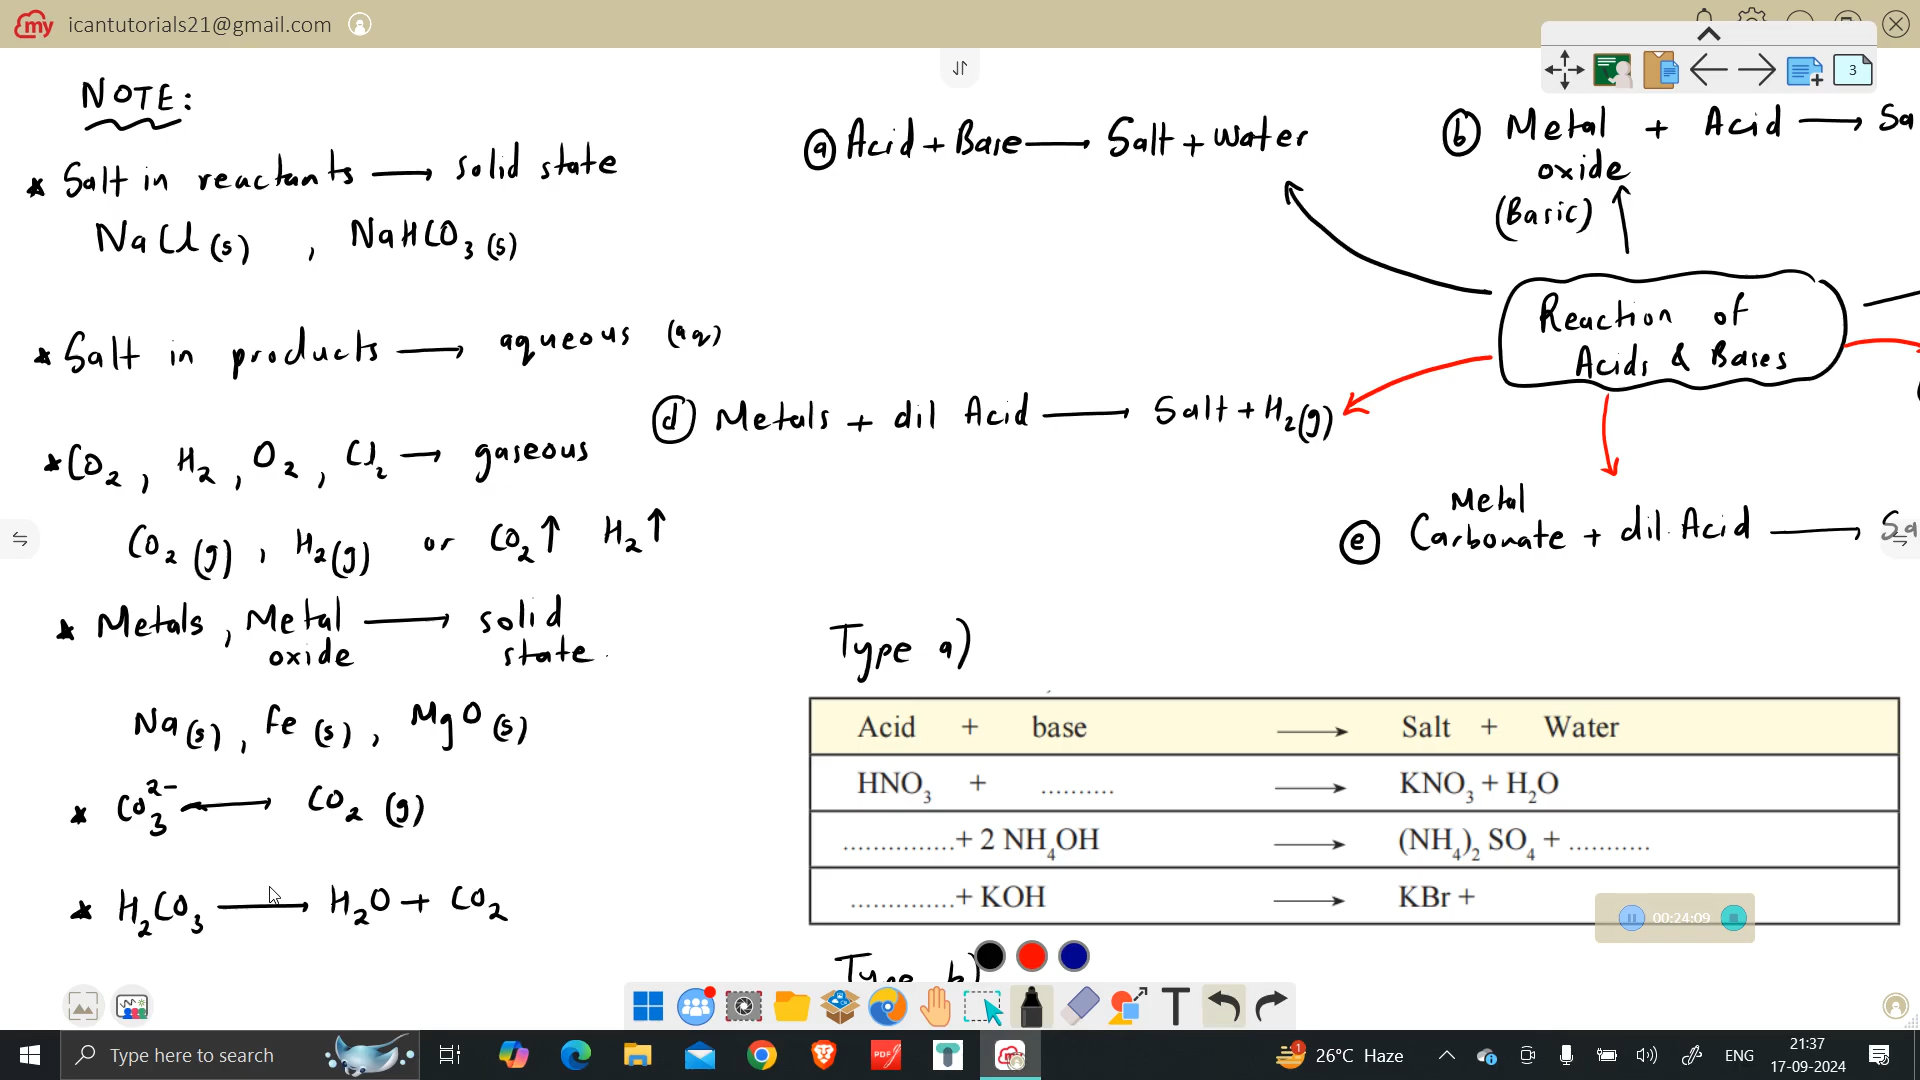 my icantutorials21@gmail.com
3
NOTE:
* Salt in reactants → solid state
NaCl(s) , NaHCO3(s)
* Salt in products → aqueous (aq)
* CO2, H2, O2, Cl2 → gaseous
CO2(g), H2(g) or CO2↑ H2↑
* Metals, Metal oxide → solid state.
Na(s), Fe(s), MgO(s)
* CO3^2- ↔ CO2(g)
* H2CO3 → H2O + CO2
(a) Acid + Base → Salt + Water
(b) Metal oxide + Acid → Sa
(Basic)
Reaction of
Acids & Bases
(d) Metals + dil Acid → Salt + H2(g)
(e) Metal Carbonate + dil. Acid → Sa
Type a)
Acid + base → Salt + Water
HNO3 + .......... → KNO3 + H2O
...............+ 2 NH4OH → (NH4)2 SO4 + ...........
..............+ KOH → KBr +
00:24:09
Type b)
Type here to search
PDF
26°C Haze
ENG
21:37
17-09-2024